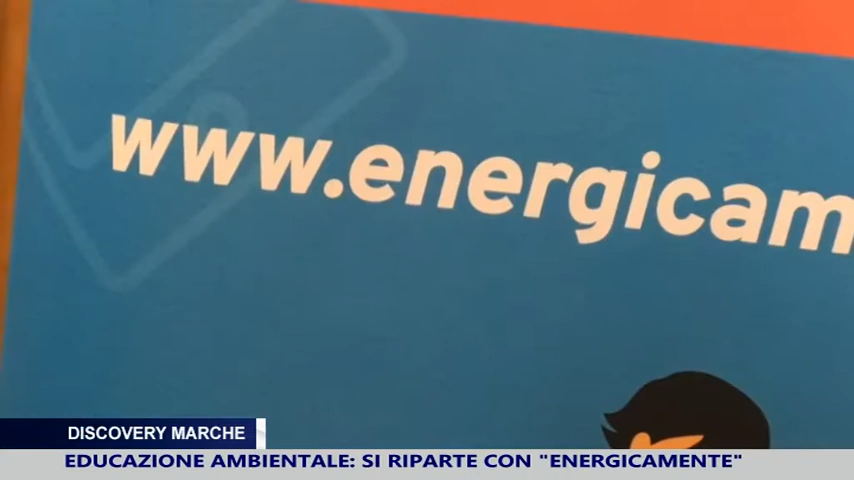 www.energicam
DISCOVERY MARCHE
EDUCAZIONE AMBIENTALE: SI RIPARTE CON "ENERGICAMENTE"